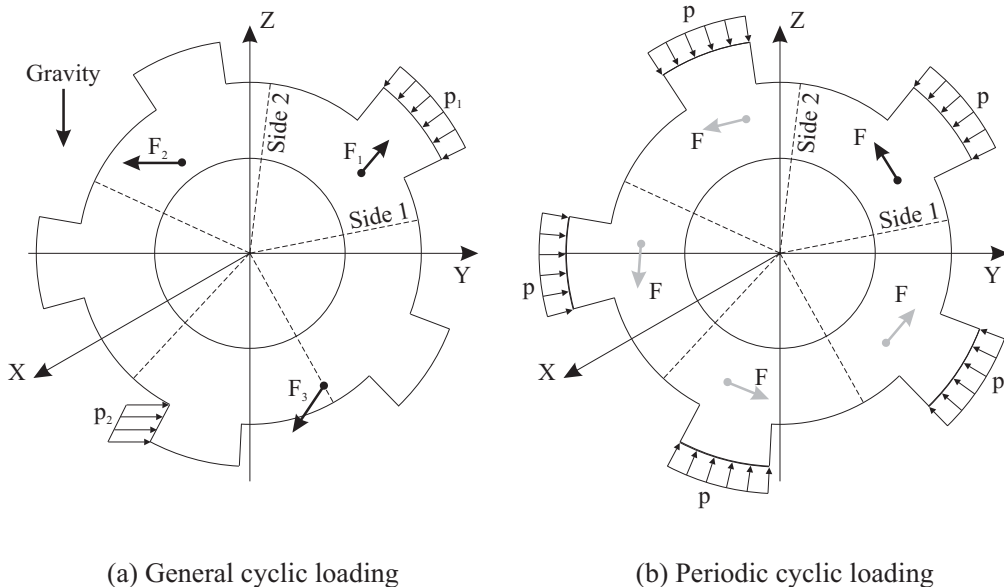 Z
Gravity
p₁
Side 2
F₂
F₁
Side 1
Y
X
F₃
p₂
(a) General cyclic loading
Z
p
p
Side 2
F
F
Side 1
Y
p
F
F
X
F
p
p
(b) Periodic cyclic loading